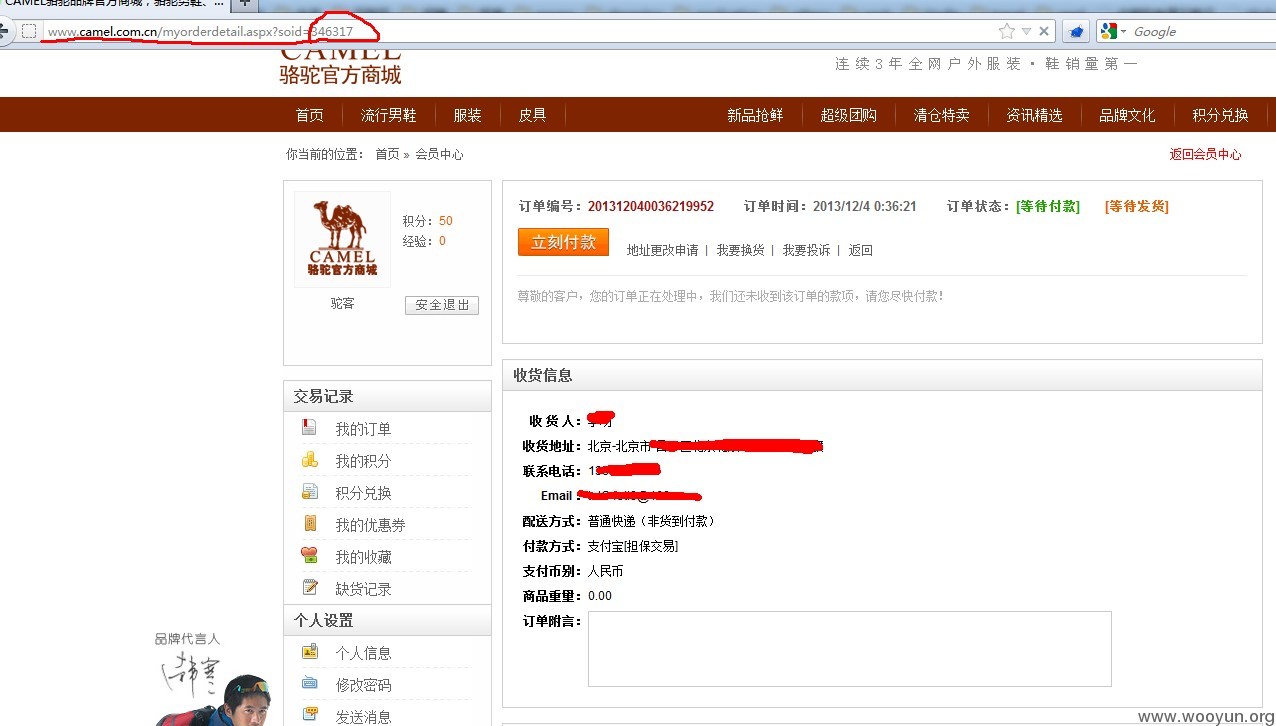 CAMEL骆驼品牌官方商城，骆驼男鞋、...
www.camel.com.cn/myorderdetail.aspx?soid=346317
Google
CAMEL
骆驼官方商城
连续3年全网户外服装·鞋销量第一
首页 流行男鞋 服装 皮具 新品抢鲜 超级团购 清仓特卖 资讯精选 品牌文化 积分兑换
你当前的位置： 首页 » 会员中心
返回会员中心
CAMEL
骆驼官方商城
积分：50
经验：0
驼客
安全退出
订单编号：201312040036219952 订单时间：2013/12/4 0:36:21 订单状态：[等待付款] [等待发货]
立刻付款 地址更改申请 | 我要换货 | 我要投诉 | 返回
尊敬的客户，您的订单正在处理中，我们还未收到该订单的款项，请您尽快付款！
交易记录
我的订单
我的积分
积分兑换
我的优惠券
我的收藏
缺货记录
个人设置
个人信息
修改密码
发送消息
收货信息
收 货 人：
收货地址：北京-北京市
联系电话：
Email：
配送方式：普通快递（非货到付款）
付款方式：支付宝[担保交易]
支付币别：人民币
商品重量：0.00
订单附言：
品牌代言人
www.wooyun.org